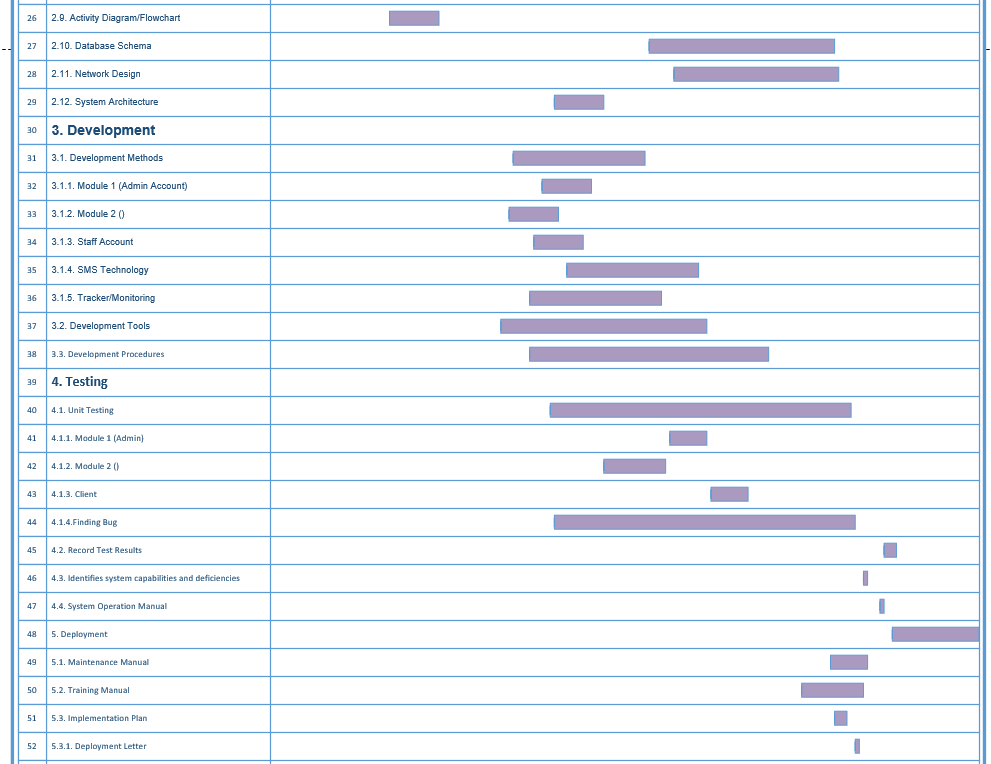 26 2.9. Activity Diagram/Flowchart
27 2.10. Database Schema
28 2.11. Network Design
29 2.12. System Architecture
30 3. Development
31 3.1. Development Methods
32 3.1.1. Module 1 (Admin Account)
33 3.1.2. Module 2 ()
34 3.1.3. Staff Account
35 3.1.4. SMS Technology
36 3.1.5. Tracker/Monitoring
37 3.2. Development Tools
38 3.3. Development Procedures
39 4. Testing
40 4.1. Unit Testing
41 4.1.1. Module 1 (Admin)
42 4.1.2. Module 2 ()
43 4.1.3. Client
44 4.1.4.Finding Bug
45 4.2. Record Test Results
46 4.3. Identifies system capabilities and deficiencies
47 4.4. System Operation Manual
48 5. Deployment
49 5.1. Maintenance Manual
50 5.2. Training Manual
51 5.3. Implementation Plan
52 5.3.1. Deployment Letter